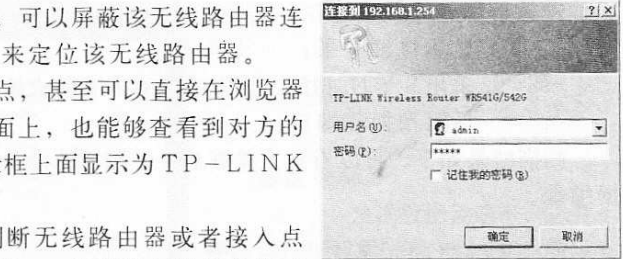 可以屏蔽该无线路由器连
来定位该无线路由器。
点，甚至可以直接在浏览器
面上，也能够查看到对方的
框上面显示为TP-LINK
断无线路由器或者接入点
连接到 192.168.1.254
TP-LINK Wireless Router WR541G/542G
用户名(U):
admin
密码(P):
*****
记住我的密码(R)
确定
取消